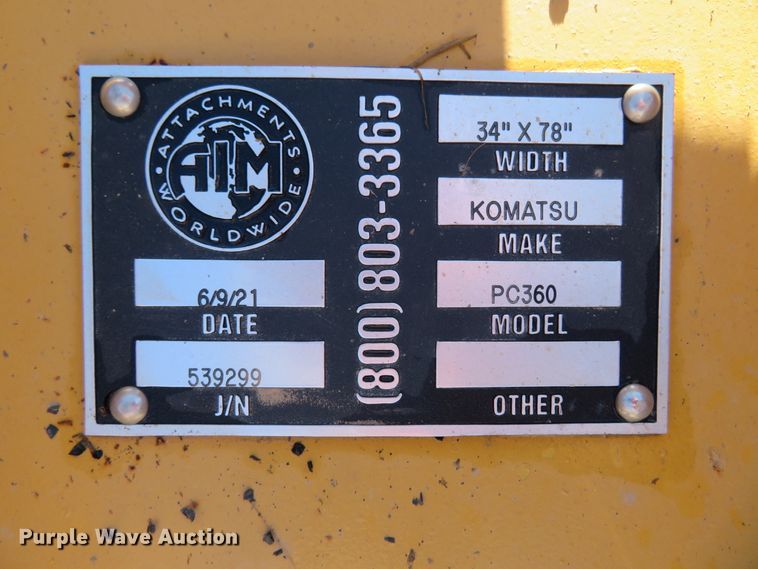 ATTACHMENTS
AIM
WORLDWIDE
6/9/21
DATE
539299
J/N
(800) 803-3365
34" X 78"
WIDTH
KOMATSU
MAKE
PC360
MODEL
OTHER
Purple Wave Auction